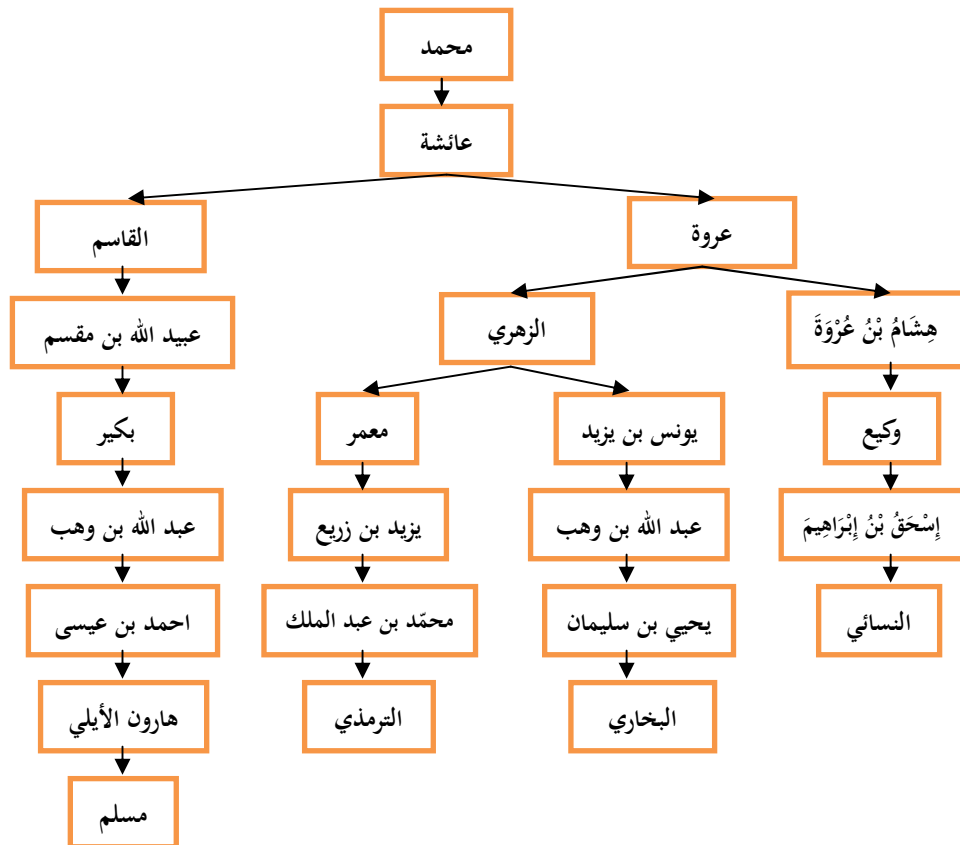 محمد
عائشة
عروة
القاسم
هِشَامُ بْنُ عُرْوَةَ
الزهري
عبيد الله بن مقسم
وكيع
يونس بن يزيد
معمر
بكير
إِسْحَقُ بْنُ إِبْرَاهِيمَ
عبد الله بن وهب
يزيد بن زريع
عبد الله بن وهب
النسائي
يحيي بن سليمان
محمّد بن عبد الملك
احمد بن عيسى
البخاري
الترمذي
هارون الأيلي
مسلم